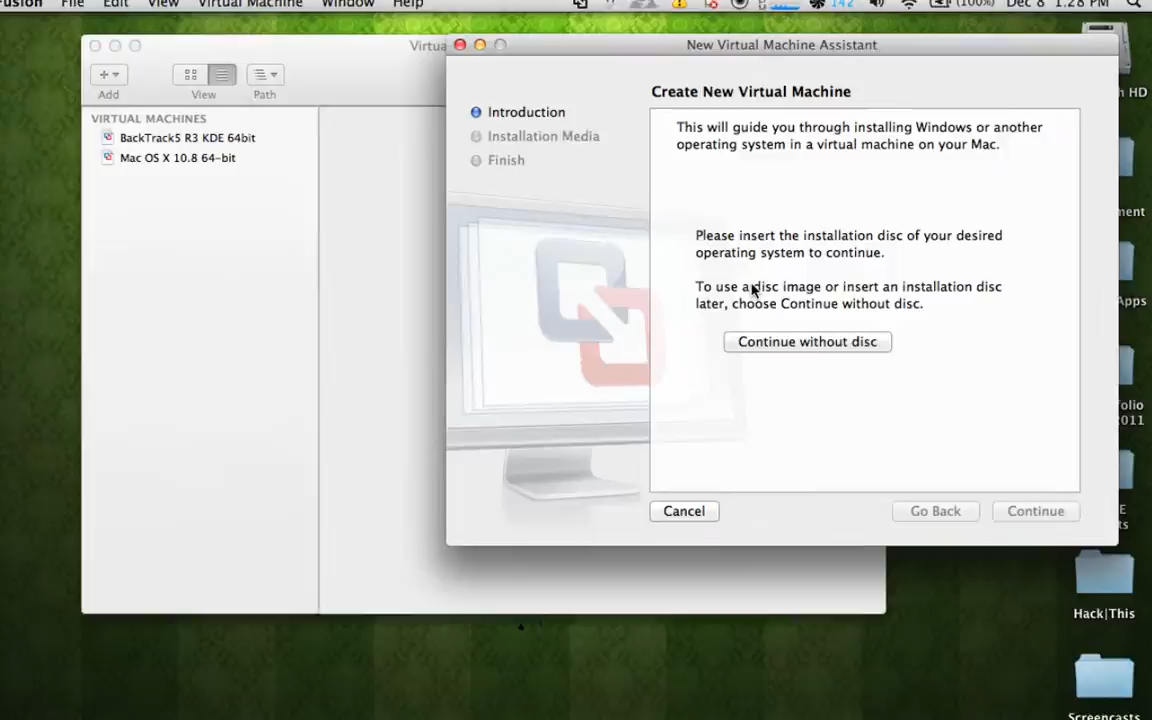 usion File Edit View Virtual Machine Window Help 142 (100%) Dec 8 1:28 PM
Virtua
New Virtual Machine Assistant
Add
View
Path
VIRTUAL MACHINES
BackTrack5 R3 KDE 64bit
Mac OS X 10.8 64-bit
Introduction
Installation Media
Finish
Create New Virtual Machine
This will guide you through installing Windows or another
operating system in a virtual machine on your Mac.
Please insert the installation disc of your desired
operating system to continue.
To use a disc image or insert an installation disc
later, choose Continue without disc.
Continue without disc
Cancel
Go Back
Continue
h HD
ment
Apps
folio
2011
E
ts
Hack|This
Screencasts